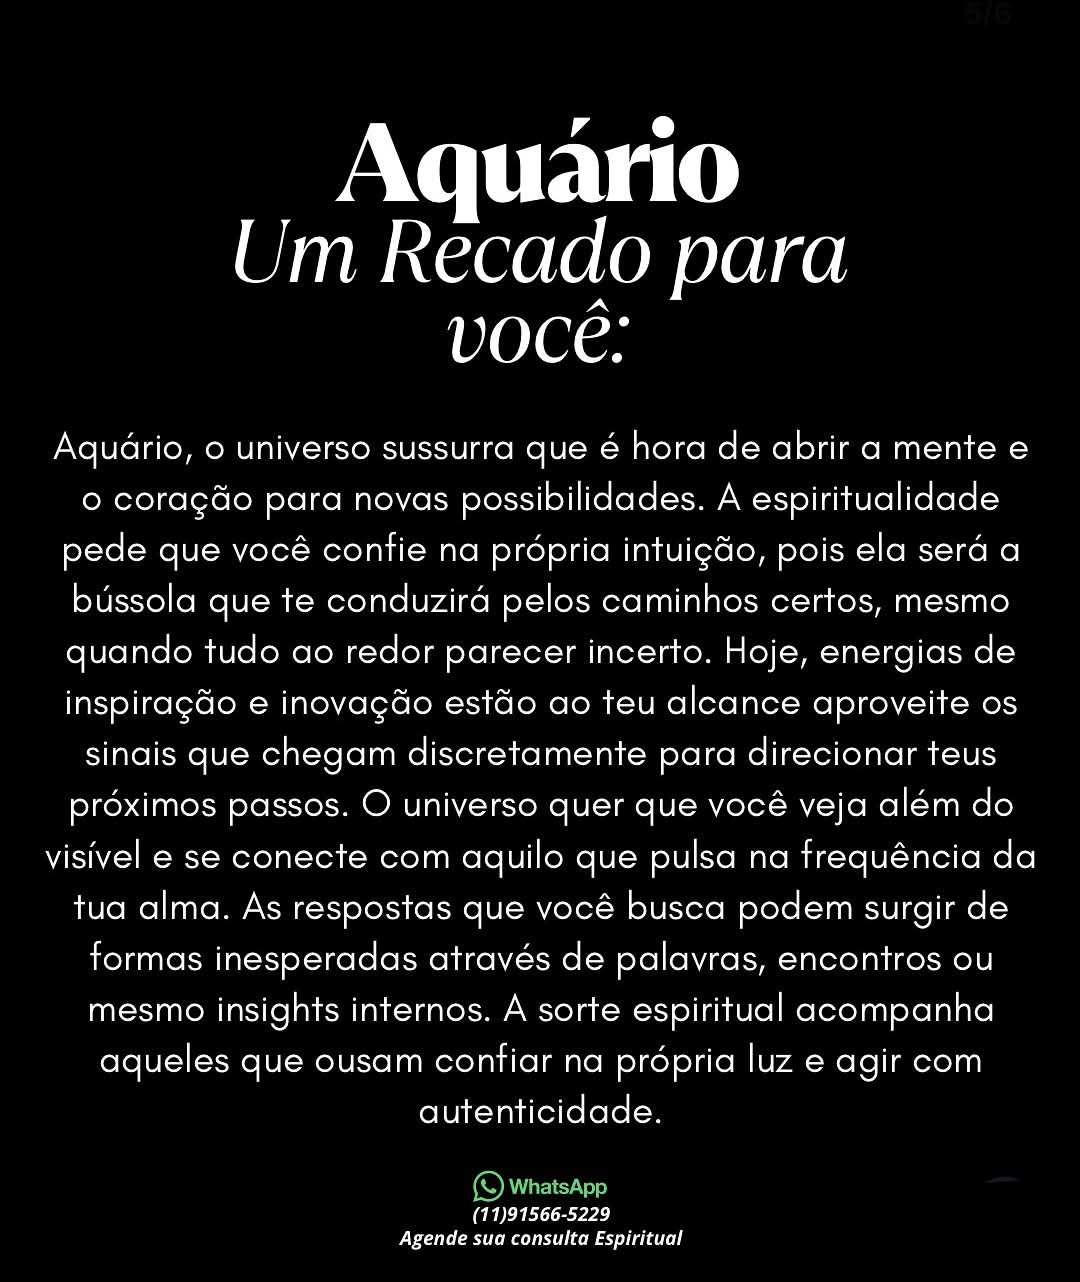 5/6
Aquário
Um Recado para
você:
Aquário, o universo sussurra que é hora de abrir a mente e
o coração para novas possibilidades. A espiritualidade
pede que você confie na própria intuição, pois ela será a
bússola que te conduzirá pelos caminhos certos, mesmo
quando tudo ao redor parecer incerto. Hoje, energias de
inspiração e inovação estão ao teu alcance aproveite os
sinais que chegam discretamente para direcionar teus
próximos passos. O universo quer que você veja além do
visível e se conecte com aquilo que pulsa na frequência da
tua alma. As respostas que você busca podem surgir de
formas inesperadas através de palavras, encontros ou
mesmo insights internos. A sorte espiritual acompanha
aqueles que ousam confiar na própria luz e agir com
autenticidade.
WhatsApp
(11)91566-5229
Agende sua consulta Espiritual